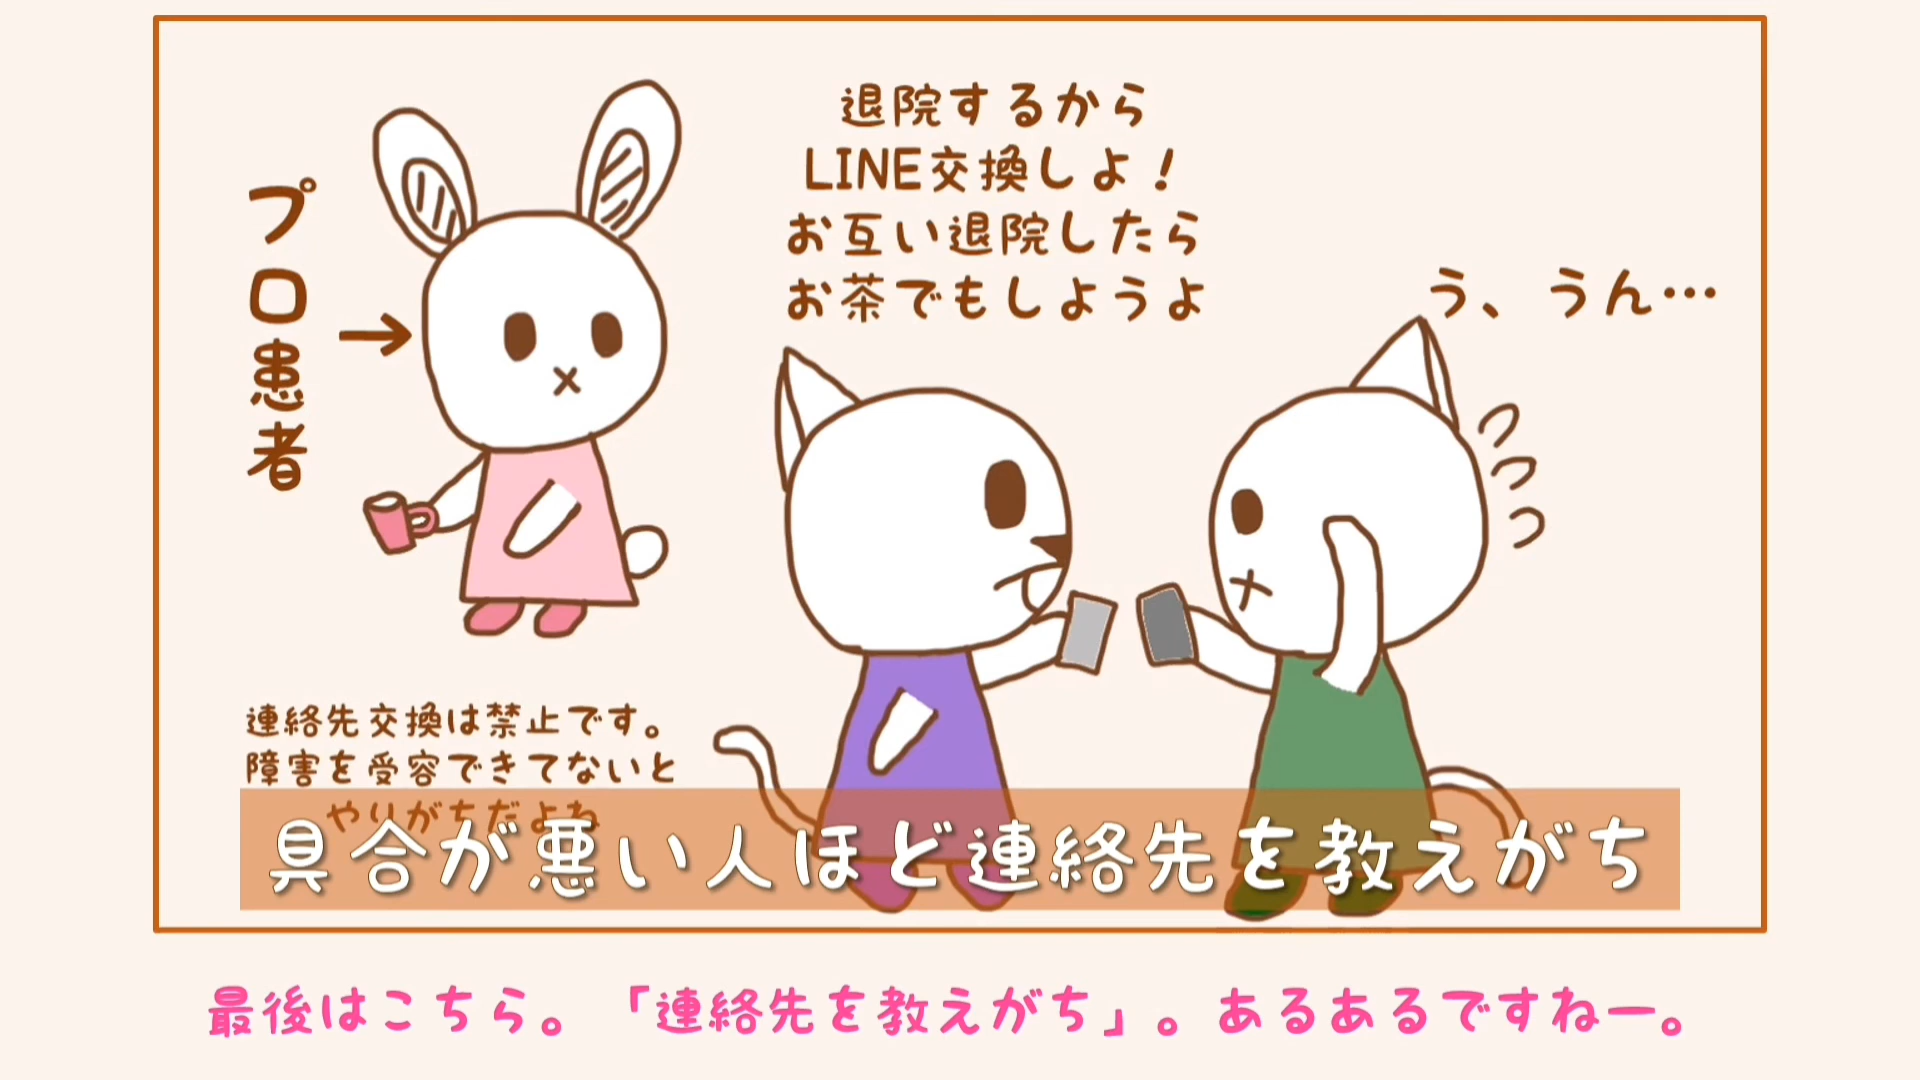 プロ患者
→
退院するから
LINE交換しよ！
お互い退院したら
お茶でもしようよ
う、うん…
連絡先交換は禁止です。
障害を受容できてないと
やりがちだよね
具合が悪い人ほど連絡先を教えがち
最後はこちら。「連絡先を教えがち」。あるあるですねー。